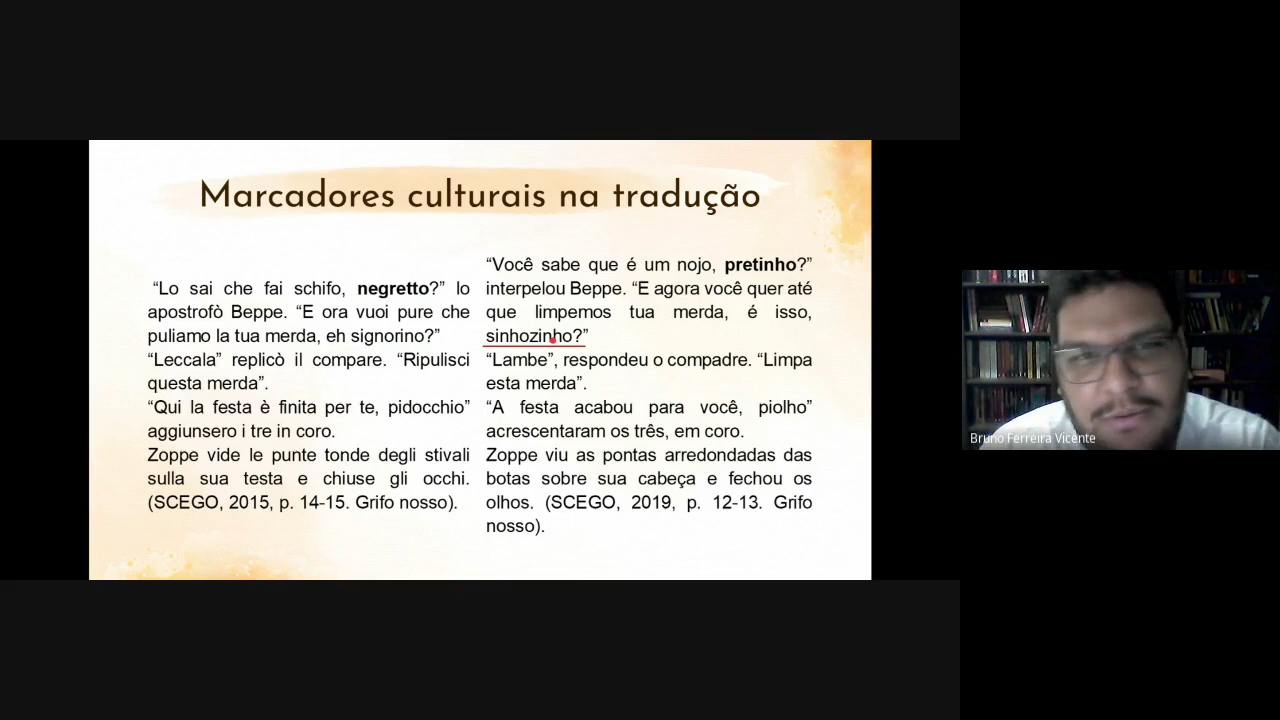 Marcadores culturais na tradução
“Lo sai che fai schifo, negretto?” lo
apostrofò Beppe. “E ora vuoi pure che
puliamo la tua merda, eh signorino?”
“Leccala” replicò il compare. “Ripulisci
questa merda”.
“Qui la festa è finita per te, pidocchio”
aggiunsero i tre in coro.
Zoppe vide le punte tonde degli stivali
sulla sua testa e chiuse gli occhi.
(SCEGO, 2015, p. 14-15. Grifo nosso).
“Você sabe que é um nojo, pretinho?”
interpelou Beppe. “E agora você quer até
que limpemos tua merda, é isso,
sinhozinho?”
“Lambe”, respondeu o compadre. “Limpa
esta merda”.
“A festa acabou para você, piolho”
acrescentaram os três, em coro.
Zoppe viu as pontas arredondadas das
botas sobre sua cabeça e fechou os
olhos. (SCEGO, 2019, p. 12-13. Grifo
nosso).
Bruno Ferreira Vicente